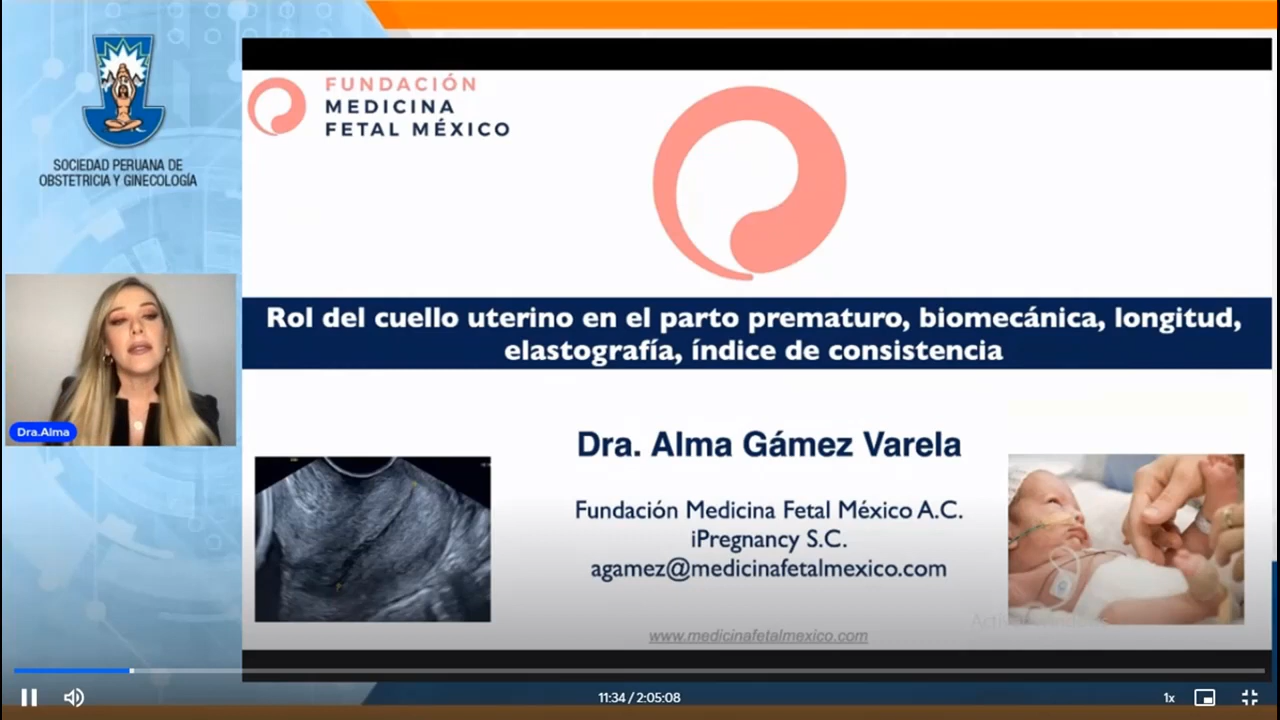 SOCIEDAD PERUANA DE
OBSTETRICIA Y GINECOLOGÍA
FUNDACIÓN
MEDICINA
FETAL MÉXICO
Rol del cuello uterino en el parto prematuro, biomecánica, longitud,
elastografía, índice de consistencia
Dra.Alma
Dra. Alma Gámez Varela
Fundación Medicina Fetal México A.C.
iPregnancy S.C.
agamez@medicinafetalmexico.com
www.medicinafetalmexico.com
11:34 / 2:05:08
1x